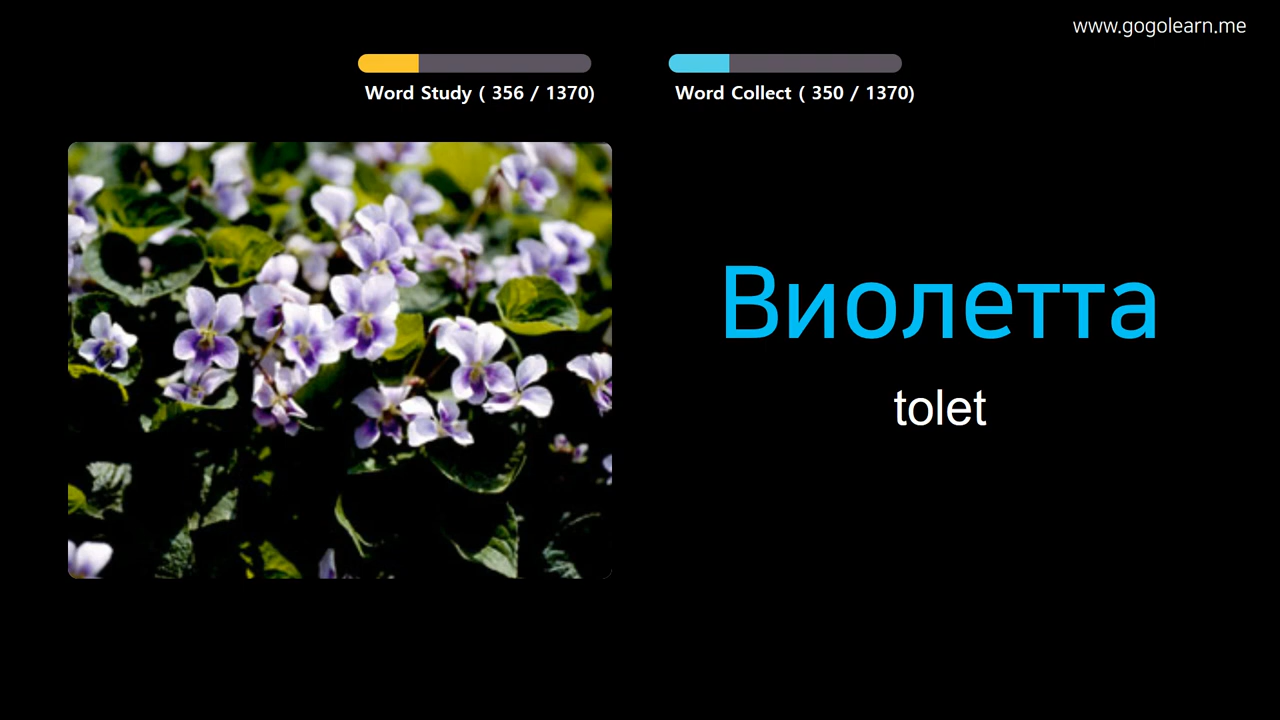 www.gogolearn.me
Word Study ( 356 / 1370)
Word Collect ( 350 / 1370)
Виолетта
tolet